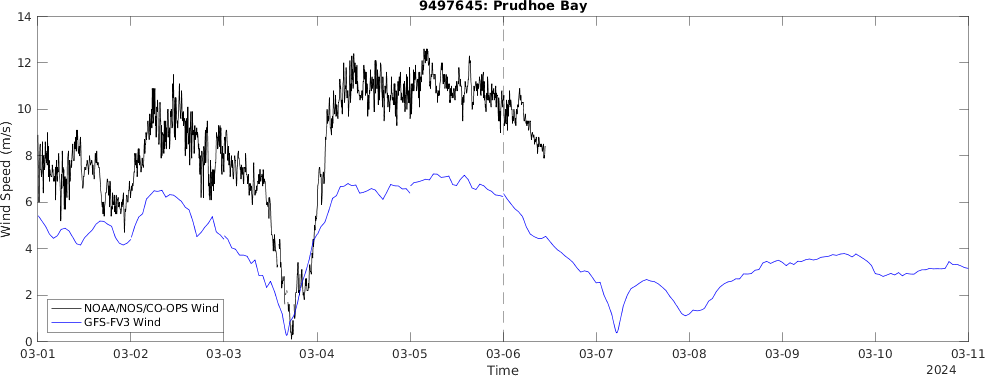 9497645: Prudhoe Bay
14
12
10
8
6
4
2
0
Wind Speed (m/s)
NOAA/NOS/CO-OPS Wind
GFS-FV3 Wind
03-01 03-02 03-03 03-04 03-05 03-06 03-07 03-08 03-09 03-10 03-11
Time
2024